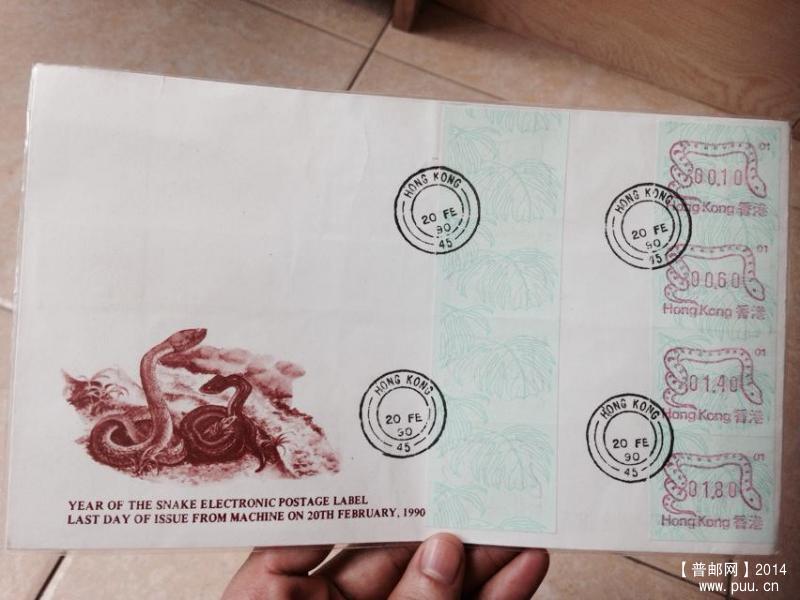 HONG KONG
20 FE
90
45
HONG KONG
20 FE
90
45
01
00.10
Hong Kong 香港
01
00.60
Hong Kong 香港
HONG KONG
20 FE
90
45
HONG KONG
20 FE
90
45
01
01.40
Hong Kong 香港
01
01.80
Hong Kong 香港
YEAR OF THE SNAKE ELECTRONIC POSTAGE LABEL
LAST DAY OF ISSUE FROM MACHINE ON 20TH FEBRUARY, 1990
【普邮网】2014
www.puu.cn